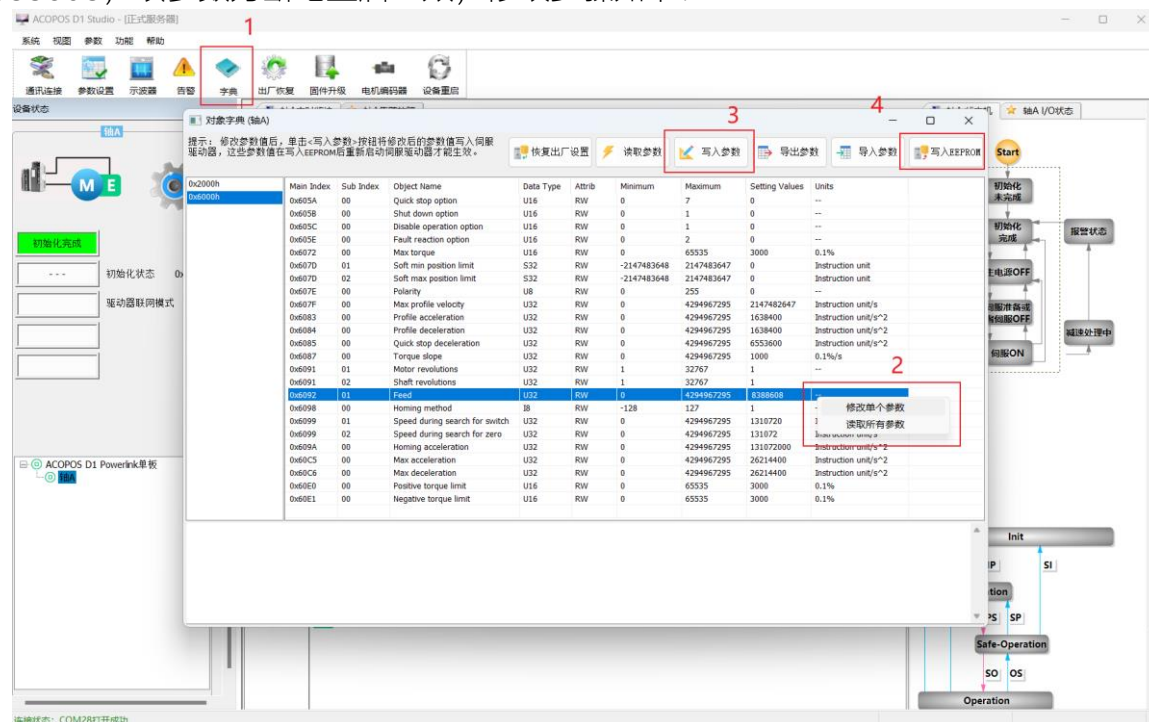 ACOPOS D1 Studio - [正式服务器]
1
系统 视图 参数 功能 帮助
通讯连接 参数设置 示波器 告警 字典 出厂恢复 固件升级 电机编码器 设备重启
设备状态
轴A I/O状态
轴A
M E
初始化完成
- - - 初始化状态
驱动器联网模式
ACOPOS D1 Powerlink单板
轴A
对象字典 (轴A)
3
4
提示: 修改参数值后, 单击<写入参数>按钮将修改后的参数值写入伺服
驱动器, 这些参数值在写入EEPROM后重新启动伺服驱动器才能生效。
恢复出厂设置 读取参数 写入参数 导出参数 导入参数 写入EEPROM
0x2000h
0x6000h
Main Index Sub Index Object Name Data Type Attrib Minimum Maximum Setting Values Units
0x605A 00 Quick stop option U16 RW 0 7 0 --
0x605B 00 Shut down option U16 RW 0 1 0 --
0x605C 00 Disable operation option U16 RW 0 1 0 --
0x605E 00 Fault reaction option U16 RW 0 2 0 --
0x6072 00 Max torque U16 RW 0 65535 3000 0.1%
0x607D 01 Soft min position limit S32 RW -2147483648 2147483647 0 Instruction unit
0x607D 02 Soft max position limit S32 RW -2147483648 2147483647 0 Instruction unit
0x607E 00 Polarity U8 RW 0 255 0 --
0x607F 00 Max profile velocity U32 RW 0 4294967295 2147482647 Instruction unit/s
0x6083 00 Profile acceleration U32 RW 0 4294967295 1638400 Instruction unit/s^2
0x6084 00 Profile deceleration U32 RW 0 4294967295 1638400 Instruction unit/s^2
0x6085 00 Quick stop deceleration U32 RW 0 4294967295 6553600 Instruction unit/s^2
0x6087 00 Torque slope U32 RW 0 4294967295 1000 0.1%/s
0x6091 01 Motor revolutions U32 RW 1 32767 1 --
0x6091 02 Shaft revolutions U32 RW 1 32767 1
2
0x6092 01 Feed U32 RW 0 4294967295 8388608 --
0x6098 00 Homing method I8 RW -128 127 1
0x6099 01 Speed during search for switch U32 RW 0 4294967295 1310720
0x6099 02 Speed during search for zero U32 RW 0 4294967295 131072 Instruction unit/s
0x609A 00 Homing acceleration U32 RW 0 4294967295 131072000 Instruction unit/s^2
0x60C5 00 Max acceleration U32 RW 0 4294967295 26214400 Instruction unit/s^2
0x60C6 00 Max deceleration U32 RW 0 4294967295 26214400 Instruction unit/s^2
0x60E0 00 Positive torque limit U16 RW 0 65535 3000 0.1%
0x60E1 00 Negative torque limit U16 RW 0 65535 3000 0.1%
修改单个参数
读取所有参数
Start
初始化
未完成
初始化
完成
报警状态
主电源OFF
伺服OFF
减速处理中
伺服ON
Init
IP SI
PS SP
Safe-Operation
SO OS
Operation
连接状态: COM28打开成功